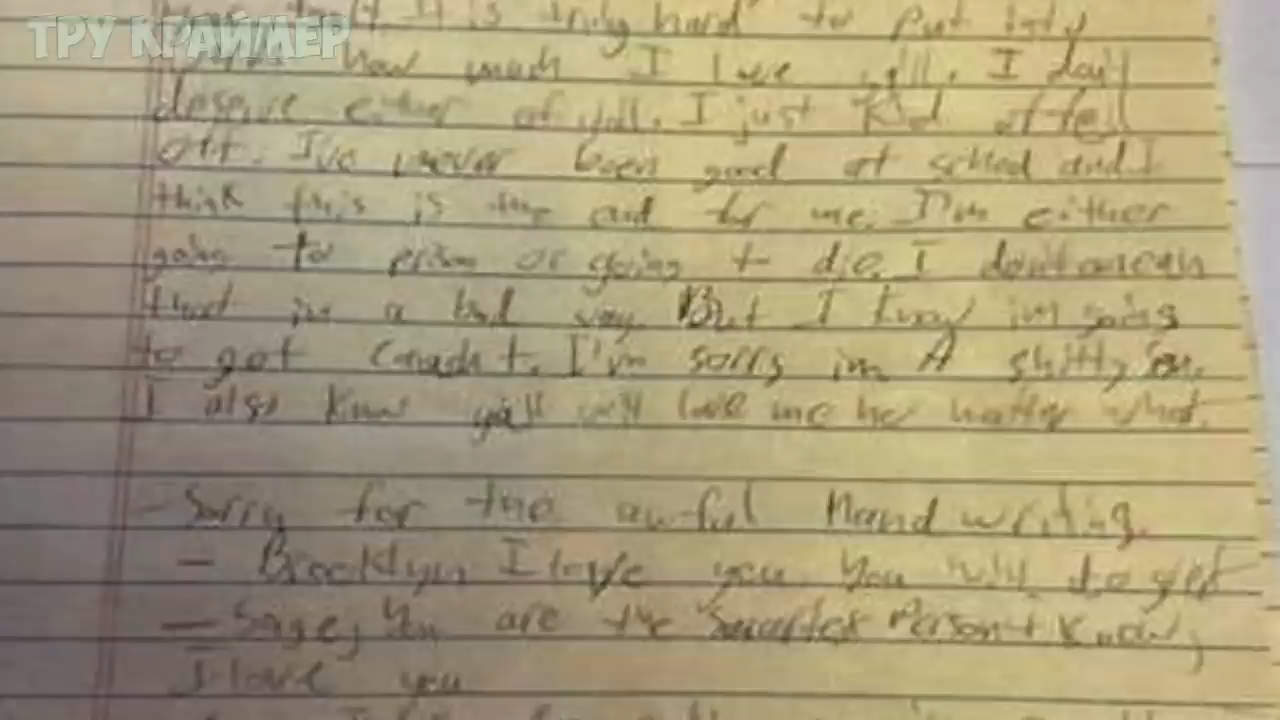 ТРУ КРАЙМЕР
it is truly hard to put into
how much I love y'all. I don't
deserve either of y'all. I just kind of fell
off. I've never been good at school and I
think this is the end for me. I'm either
going to prison or going to die. I don't mean
that in a bad way. But I know im going
to get caught. I'm sorry im A shitty son.
I also know ya'll will love me no matter what.
- Sorry for the awful Handwriting.
- Brooklyn, I love you. You will do
- Sage, You are the smartest Person I Know,
I love you